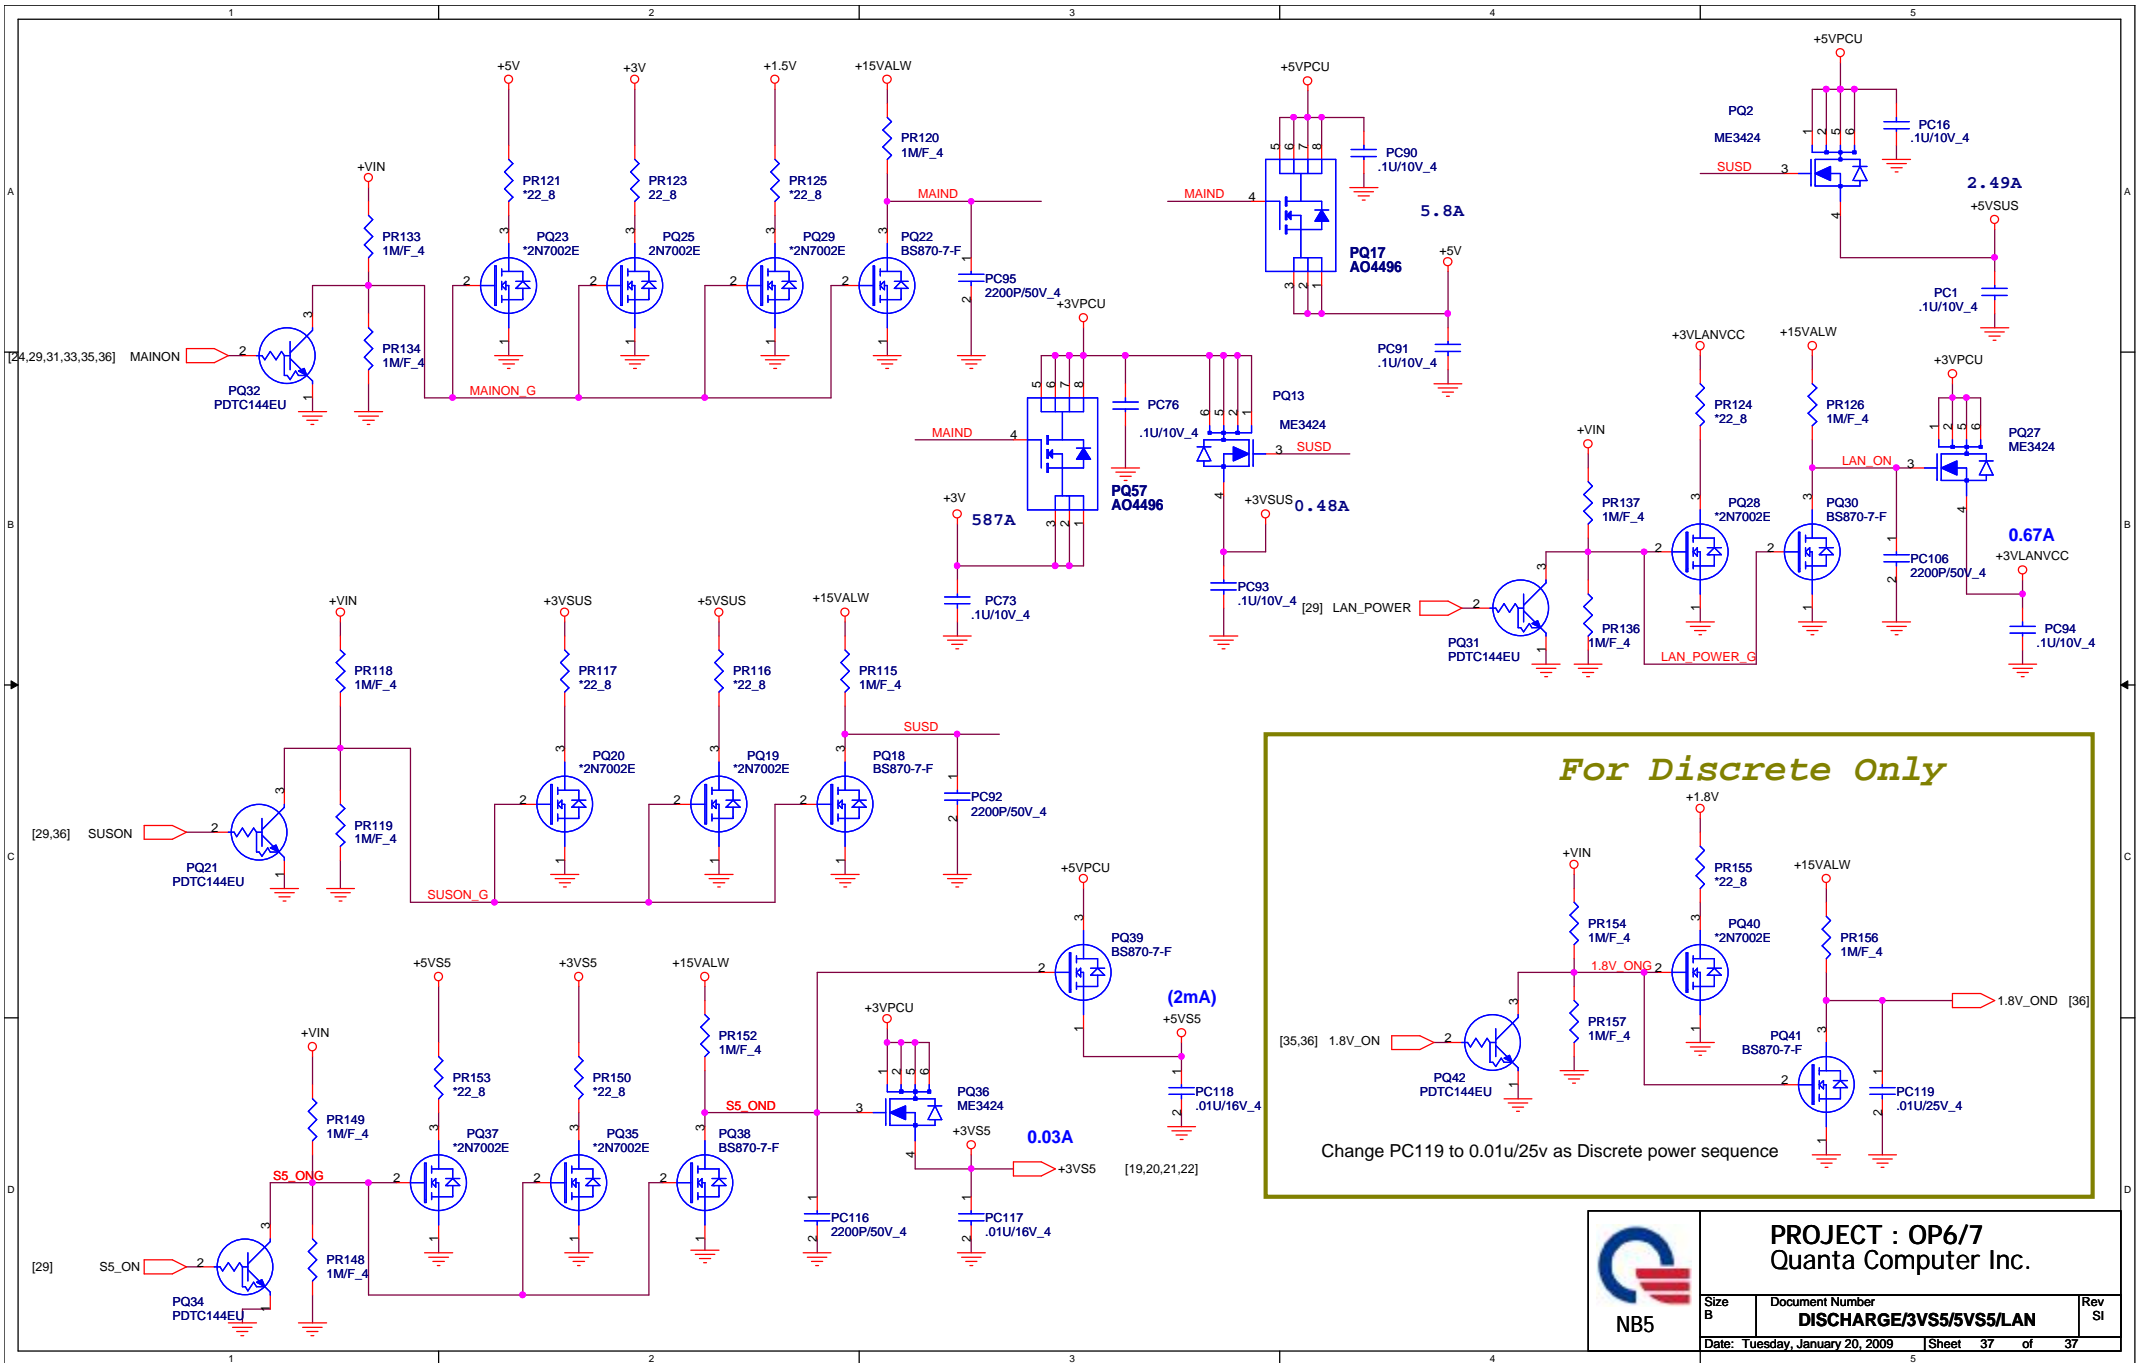 1 2 3 4 5
A
B
C
D
+5V
+3V
+1.5V
+15VALW
+VIN
PR133
1M/F_4
PR121
*22_8
PR123
22_8
PR125
*22_8
PR120
1M/F_4
MAIND
PQ23
*2N7002E
PQ25
2N7002E
PQ29
*2N7002E
PQ22
BS870-7-F
PC95
2200P/50V_4
PR134
1M/F_4
[24,29,31,33,35,36] MAINON
PQ32
PDTC144EU
MAINON_G
+5VPCU
PC90
.1U/10V_4
MAIND
5.8A
PQ17
AO4496
+5V
PC91
.1U/10V_4
+5VPCU
PQ2
ME3424
PC16
.1U/10V_4
SUSD
2.49A
+5VSUS
PC1
.1U/10V_4
+3VPCU
MAIND
PC76
.1U/10V_4
PQ57
AO4496
+3V
587A
PC73
.1U/10V_4
PQ13
ME3424
SUSD
+3VSUS
0.48A
PC93
.1U/10V_4
+3VLANVCC
+15VALW
+VIN
PR124
*22_8
PR126
1M/F_4
+3VPCU
PQ27
ME3424
LAN_ON
PR137
1M/F_4
PQ28
*2N7002E
PQ30
BS870-7-F
PC106
2200P/50V_4
0.67A
+3VLANVCC
PC94
.1U/10V_4
[29] LAN_POWER
PQ31
PDTC144EU
PR136
1M/F_4
LAN_POWER_G
+VIN
+3VSUS
+5VSUS
+15VALW
PR118
1M/F_4
PR117
*22_8
PR116
*22_8
PR115
1M/F_4
SUSD
PQ20
*2N7002E
PQ19
*2N7002E
PQ18
BS870-7-F
PC92
2200P/50V_4
[29,36] SUSON
PQ21
PDTC144EU
PR119
1M/F_4
SUSON_G
+5VS5
+3VS5
+15VALW
+VIN
PR153
*22_8
PR150
*22_8
PR152
1M/F_4
PR149
1M/F_4
PQ37
*2N7002E
PQ35
*2N7002E
PQ38
BS870-7-F
S5_OND
S5_ONG
[29] S5_ON
PQ34
PDTC144EU
PR148
1M/F_4
+5VPCU
PQ39
BS870-7-F
(2mA)
+5VS5
PC118
.01U/16V_4
+3VPCU
PQ36
ME3424
+3VS5
0.03A
+3VS5 [19,20,21,22]
PC116
2200P/50V_4
PC117
.01U/16V_4
For Discrete Only
+1.8V
+VIN
PR155
*22_8
+15VALW
PR154
1M/F_4
PQ40
*2N7002E
PR156
1M/F_4
1.8V_ONG
1.8V_OND [36]
[35,36] 1.8V_ON
PQ42
PDTC144EU
PR157
1M/F_4
PQ41
BS870-7-F
PC119
.01U/25V_4
Change PC119 to 0.01u/25v as Discrete power sequence
NB5
PROJECT : OP6/7
Quanta Computer Inc.
Size
B
Document Number
DISCHARGE/3VS5/5VS5/LAN
Rev
SI
Date: Tuesday, January 20, 2009
Sheet 37 of 37
1 2 3 4 5